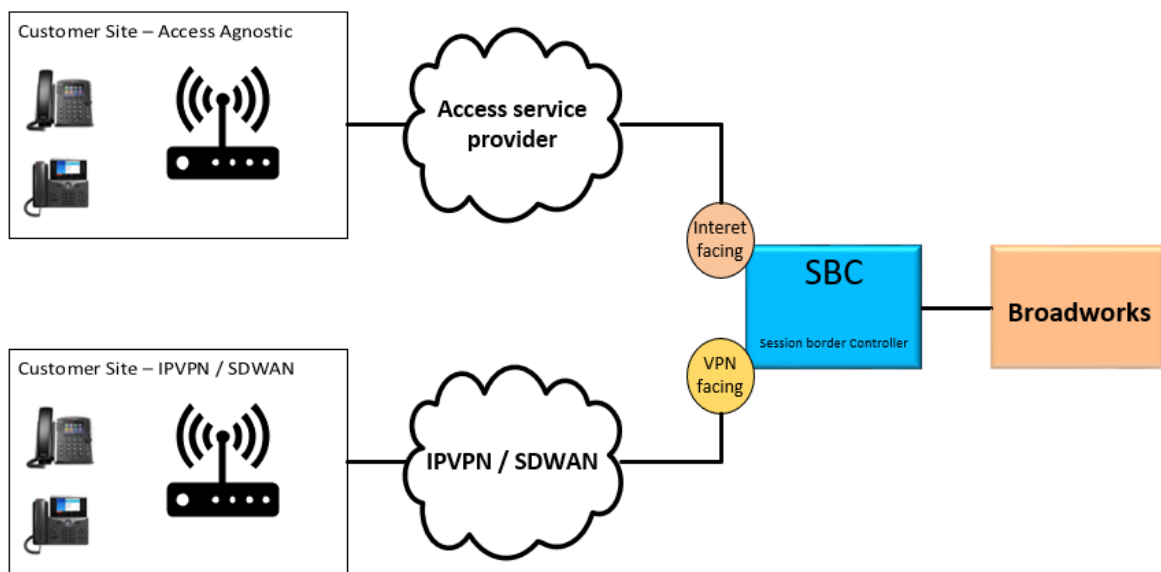 Customer Site – Access Agnostic
Access service
provider
Interet
facing
SBC
Session border Controller
Broadworks
Customer Site – IPVPN / SDWAN
VPN
facing
IPVPN / SDWAN